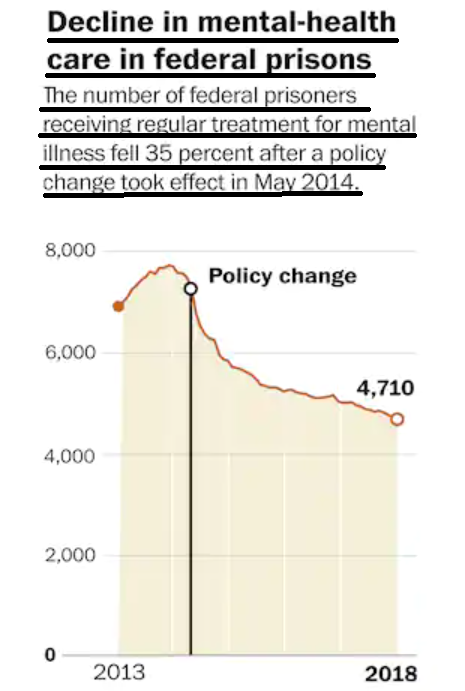 Decline in mental-health
care in federal prisons
The number of federal prisoners
receiving regular treatment for mental
illness fell 35 percent after a policy
change took effect in May 2014.
8,000
Policy change
6,000
4,710
4,000
2,000
0
2013 2018